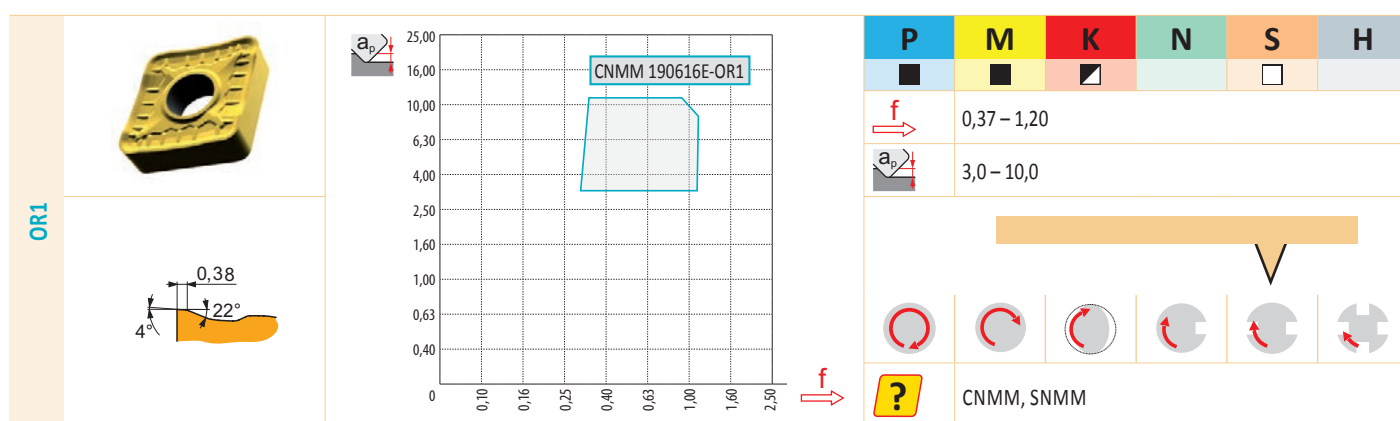 OR1
0,38
22°
4°
ap
25,00
16,00
10,00
6,30
4,00
2,50
1,60
1,00
0,63
0,40
0
0,10
0,16
0,25
0,40
0,63
1,00
1,60
2,50
f
CNMM 190616E-OR1
P M K N S H
f 0,37 – 1,20
ap 3,0 – 10,0
? CNMM, SNMM